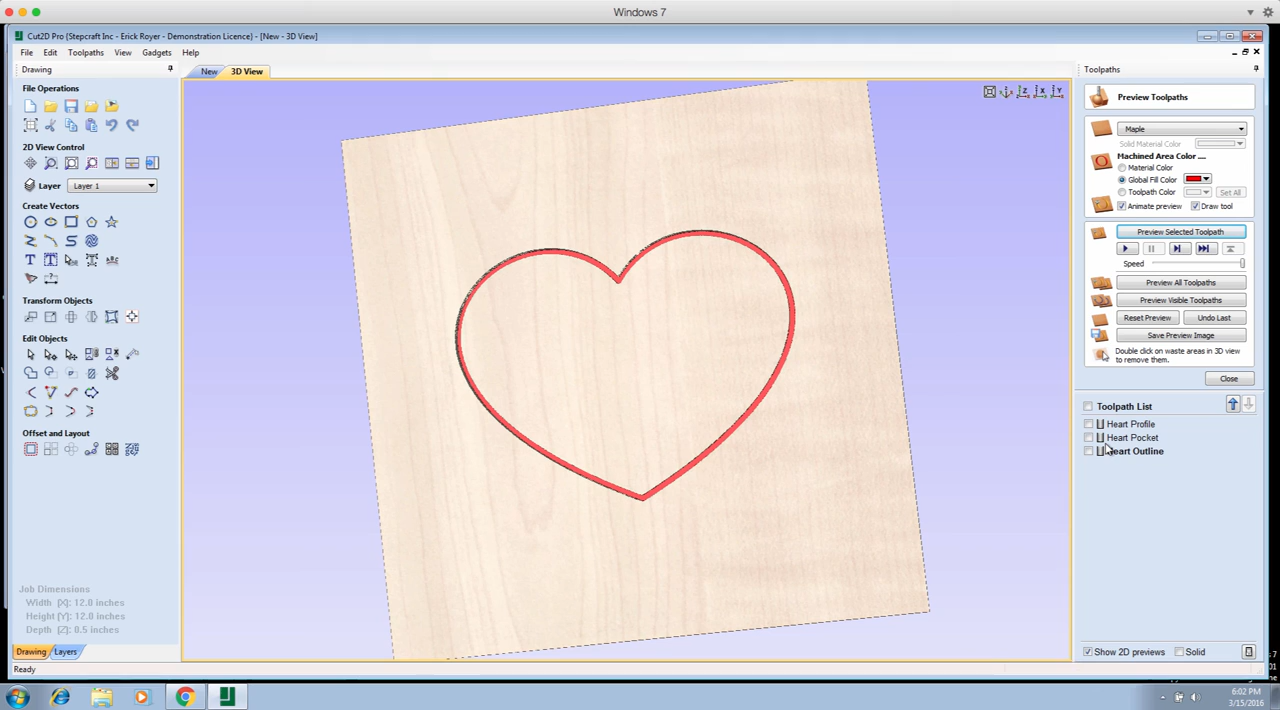 Windows 7
Cut2D Pro (Stepcraft Inc - Erick Royer - Demonstration Licence) - [New - 3D View]
File Edit Toolpaths View Gadgets Help
Drawing
New
3D View
Toolpaths
File Operations
2D View Control
Layer
Layer 1
Create Vectors
Transform Objects
Edit Objects
Offset and Layout
Job Dimensions
Width (X): 12.0 inches
Height (Y): 12.0 inches
Depth (Z): 0.5 inches
Drawing
Layers
Ready
Z X Y
Preview Toolpaths
Maple
Solid Material Color
Machined Area Color ....
Material Color
Global Fill Color
Toolpath Color
Set All
Animate preview
Draw tool
Preview Selected Toolpath
Speed
Preview All Toolpaths
Preview Visible Toolpaths
Reset Preview
Undo Last
Save Preview Image
Double click on waste areas in 3D view
to remove them.
Close
Toolpath List
Heart Profile
Heart Pocket
Heart Outline
Show 2D previews
Solid
6:02 PM
3/15/2016